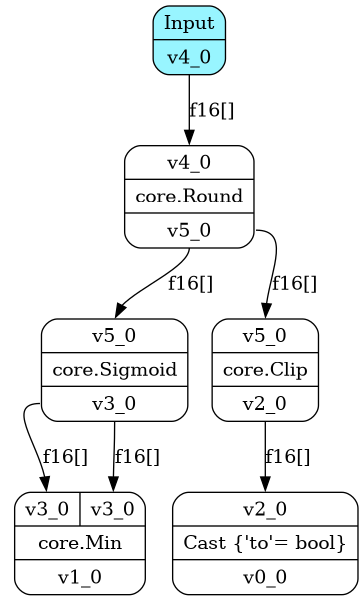 Input
v4_0
f16[]
v4_0
core.Round
v5_0
f16[]
f16[]
v5_0
core.Sigmoid
v3_0
v5_0
core.Clip
v2_0
f16[]
f16[]
f16[]
v3_0 v3_0
core.Min
v1_0
v2_0
Cast {'to'= bool}
v0_0